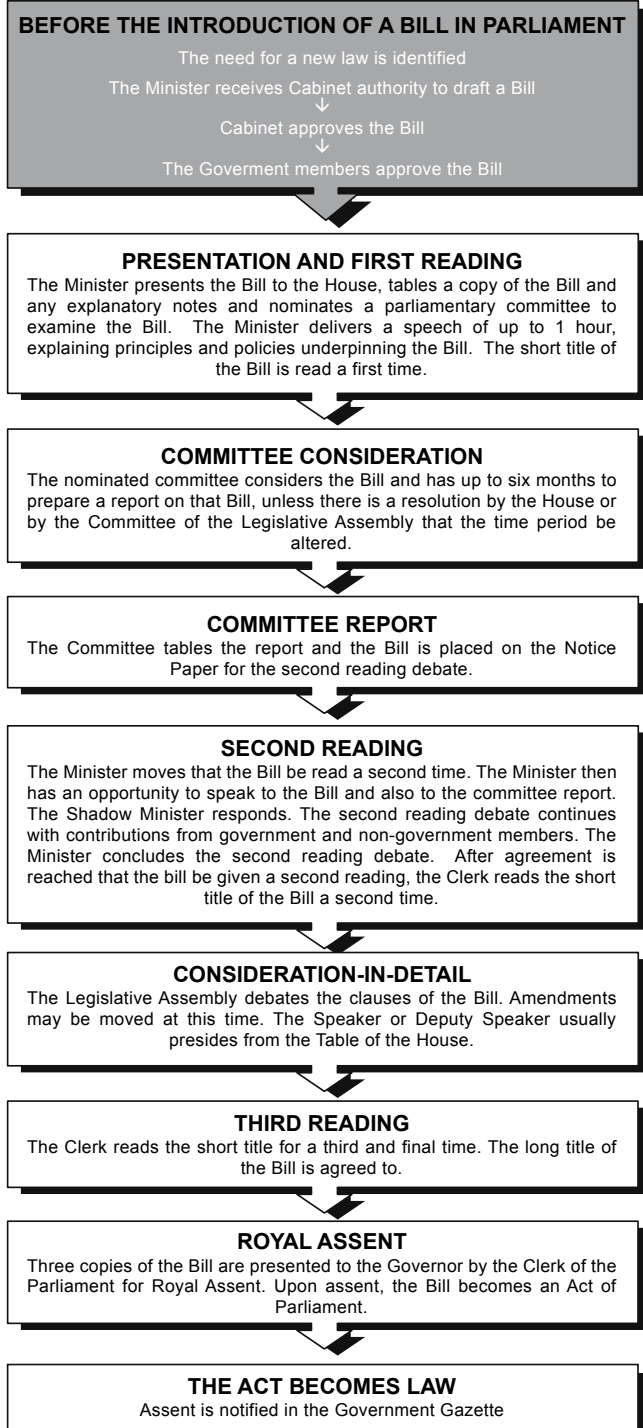 BEFORE THE INTRODUCTION OF A BILL IN PARLIAMENT
The need for a new law is identified
The Minister receives Cabinet authority to draft a Bill
Cabinet approves the Bill
The Goverment members approve the Bill
PRESENTATION AND FIRST READING
The Minister presents the Bill to the House, tables a copy of the Bill and
any explanatory notes and nominates a parliamentary committee to
examine the Bill. The Minister delivers a speech of up to 1 hour,
explaining principles and policies underpinning the Bill. The short title of
the Bill is read a first time.
COMMITTEE CONSIDERATION
The nominated committee considers the Bill and has up to six months to
prepare a report on that Bill, unless there is a resolution by the House or
by the Committee of the Legislative Assembly that the time period be
altered.
COMMITTEE REPORT
The Committee tables the report and the Bill is placed on the Notice
Paper for the second reading debate.
SECOND READING
The Minister moves that the Bill be read a second time. The Minister then
has an opportunity to speak to the Bill and also to the committee report.
The Shadow Minister responds. The second reading debate continues
with contributions from government and non-government members. The
Minister concludes the second reading debate. After agreement is
reached that the bill be given a second reading, the Clerk reads the short
title of the Bill a second time.
CONSIDERATION-IN-DETAIL
The Legislative Assembly debates the clauses of the Bill. Amendments
may be moved at this time. The Speaker or Deputy Speaker usually
presides from the Table of the House.
THIRD READING
The Clerk reads the short title for a third and final time. The long title of
the Bill is agreed to.
ROYAL ASSENT
Three copies of the Bill are presented to the Governor by the Clerk of the
Parliament for Royal Assent. Upon assent, the Bill becomes an Act of
Parliament.
THE ACT BECOMES LAW
Assent is notified in the Government Gazette